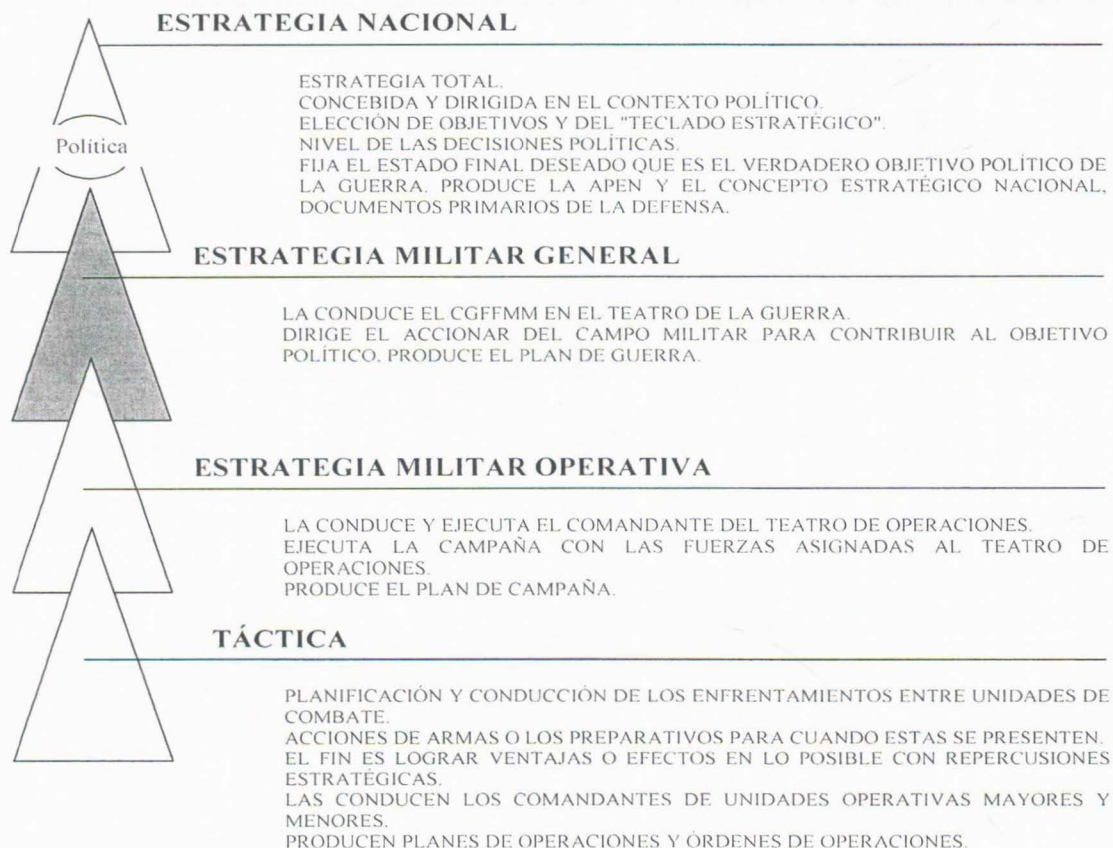 ESTRATEGIA NACIONAL
ESTRATEGIA TOTAL.
CONCEBIDA Y DIRIGIDA EN EL CONTEXTO POLÍTICO.
ELECCIÓN DE OBJETIVOS Y DEL "TECLADO ESTRATÉGICO".
NIVEL DE LAS DECISIONES POLÍTICAS.
FIJA EL ESTADO FINAL DESEADO QUE ES EL VERDADERO OBJETIVO POLÍTICO DE
LA GUERRA. PRODUCE LA APEN Y EL CONCEPTO ESTRATÉGICO NACIONAL,
DOCUMENTOS PRIMARIOS DE LA DEFENSA.
Política
ESTRATEGIA MILITAR GENERAL
LA CONDUCE EL CGFFMM EN EL TEATRO DE LA GUERRA.
DIRIGE EL ACCIONAR DEL CAMPO MILITAR PARA CONTRIBUIR AL OBJETIVO
POLÍTICO. PRODUCE EL PLAN DE GUERRA.
ESTRATEGIA MILITAR OPERATIVA
LA CONDUCE Y EJECUTA EL COMANDANTE DEL TEATRO DE OPERACIONES.
EJECUTA LA CAMPAÑA CON LAS FUERZAS ASIGNADAS AL TEATRO DE
OPERACIONES.
PRODUCE EL PLAN DE CAMPAÑA.
TÁCTICA
PLANIFICACIÓN Y CONDUCCIÓN DE LOS ENFRENTAMIENTOS ENTRE UNIDADES DE
COMBATE.
ACCIONES DE ARMAS O LOS PREPARATIVOS PARA CUANDO ESTAS SE PRESENTEN.
EL FIN ES LOGRAR VENTAJAS O EFECTOS EN LO POSIBLE CON REPERCUSIONES
ESTRATÉGICAS.
LAS CONDUCEN LOS COMANDANTES DE UNIDADES OPERATIVAS MAYORES Y
MENORES.
PRODUCEN PLANES DE OPERACIONES Y ÓRDENES DE OPERACIONES.